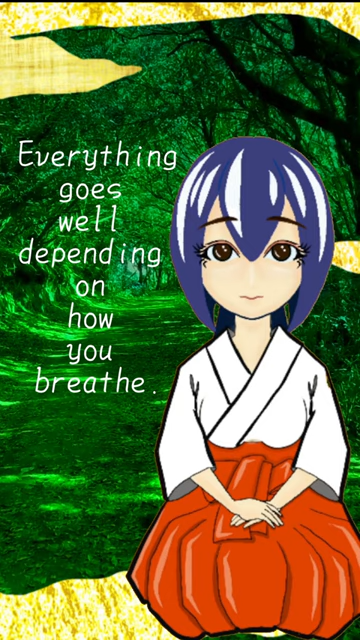 Everything
goes
well
depending
on
how
you
breathe.